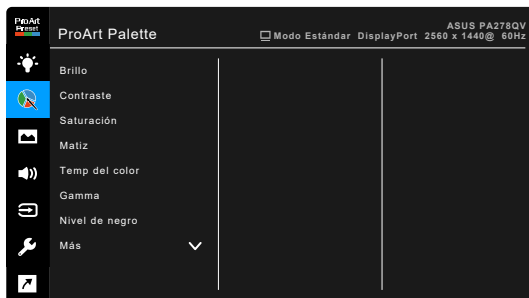 ProArt
Preset
ProArt Palette
ASUS PA278QV
Modo Estándar DisplayPort 2560 x 1440@ 60Hz
Brillo
Contraste
Saturación
Matiz
Temp del color
Gamma
Nivel de negro
Más